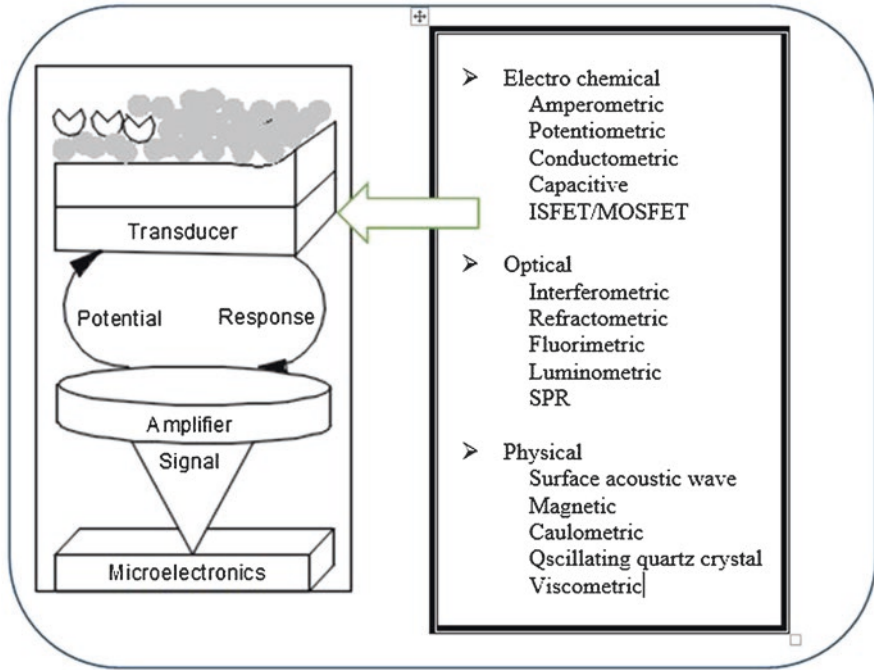 Transducer
Potential
Response
Amplifier
Signal
Microelectronics
➢ Electro chemical
Amperometric
Potentiometric
Conductometric
Capacitive
ISFET/MOSFET
➢ Optical
Interferometric
Refractometric
Fluorimetric
Luminometric
SPR
➢ Physical
Surface acoustic wave
Magnetic
Caulometric
Qscillating quartz crystal
Viscometric